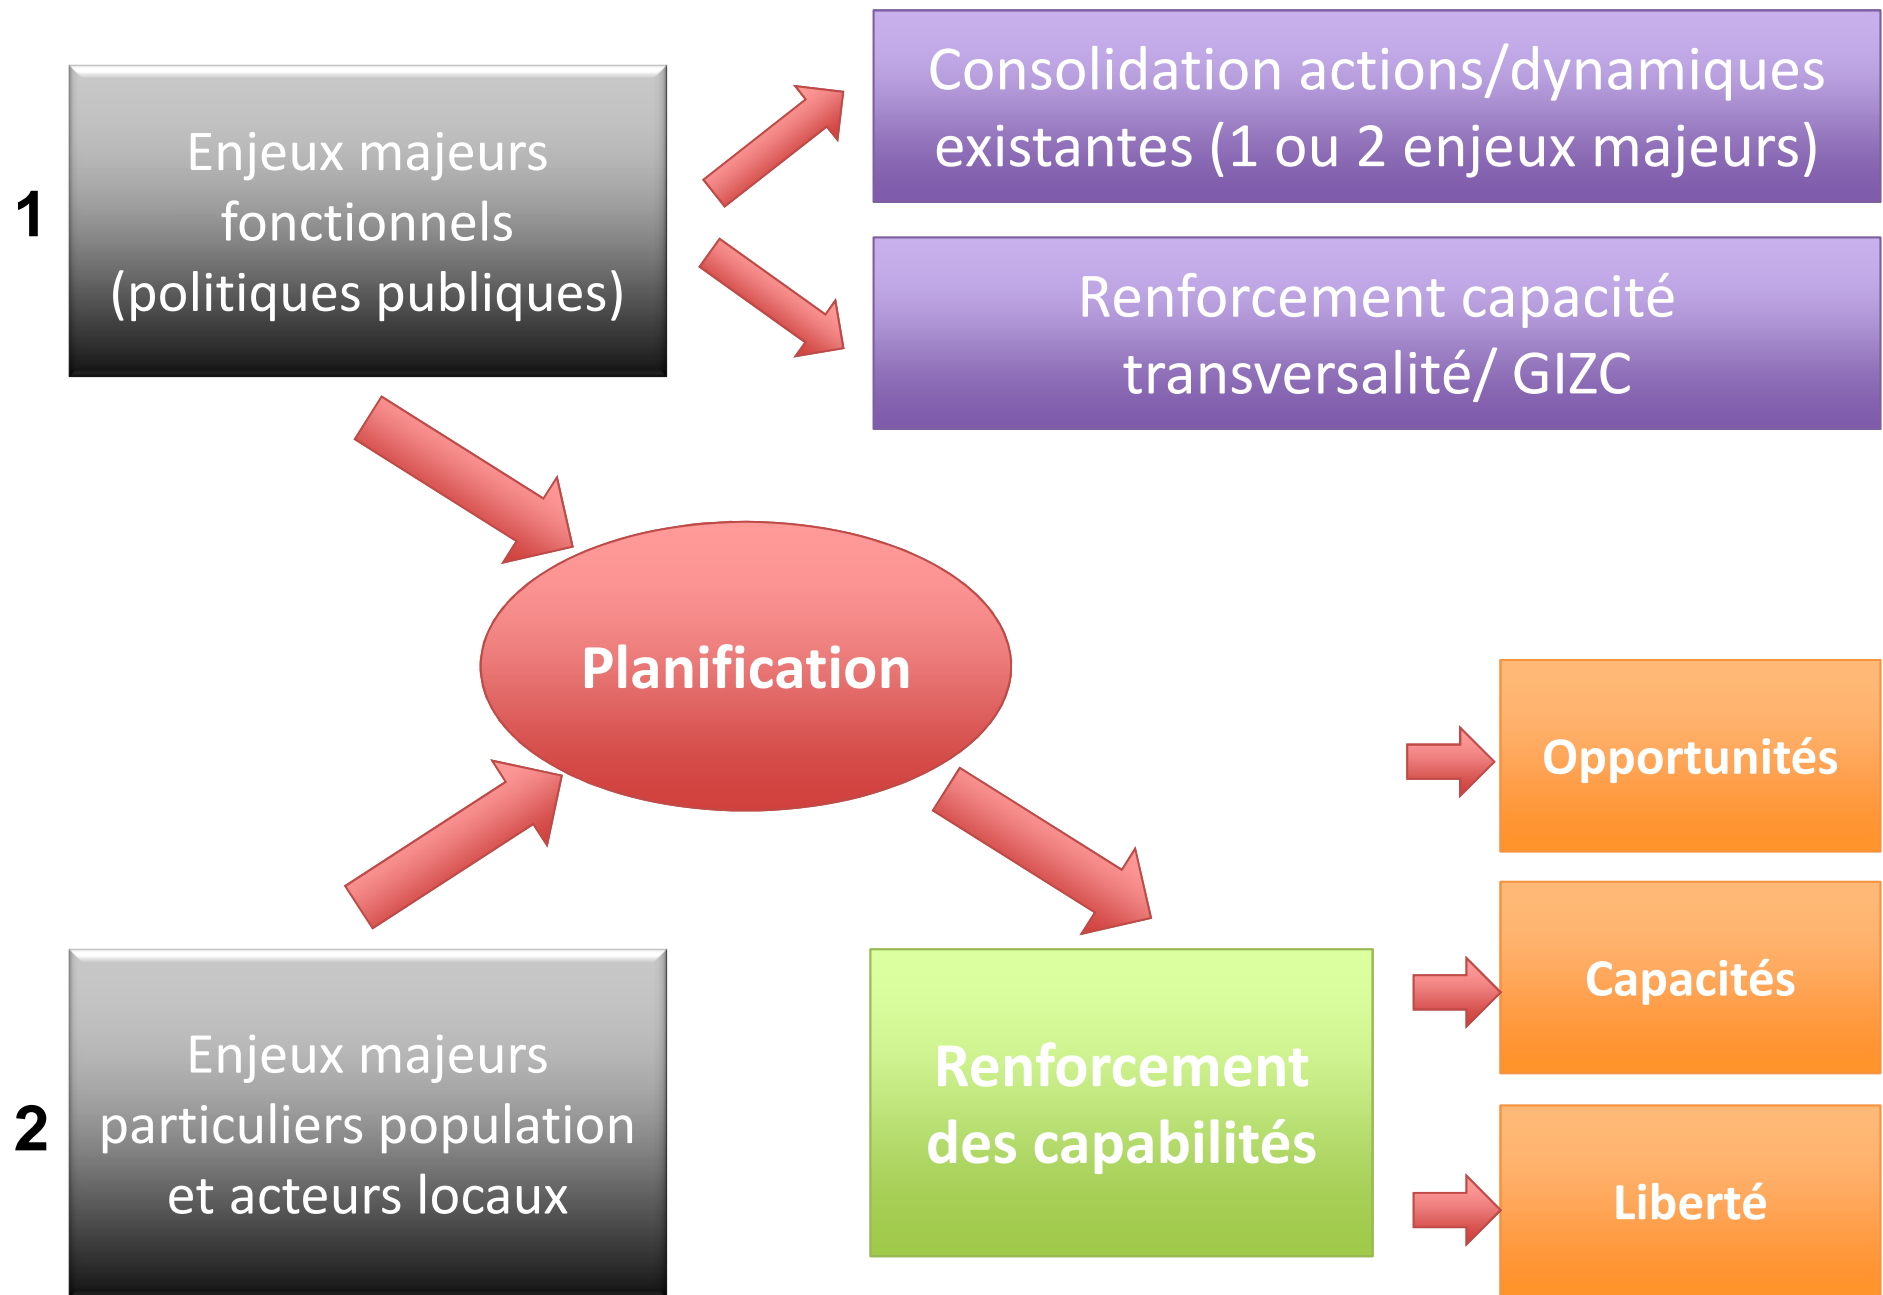 1
Enjeux majeurs
fonctionnels
(politiques publiques)
Consolidation actions/dynamiques
existantes (1 ou 2 enjeux majeurs)
Renforcement capacité
transversalité/ GIZC
Planification
2
Enjeux majeurs
particuliers population
et acteurs locaux
Renforcement
des capabilités
Opportunités
Capacités
Liberté